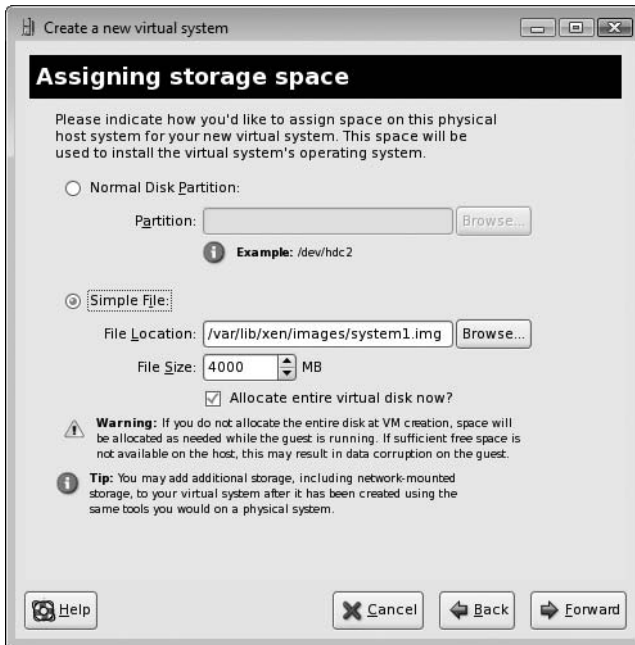 Create a new virtual system
Assigning storage space
Please indicate how you'd like to assign space on this physical
host system for your new virtual system. This space will be
used to install the virtual system's operating system.
Normal Disk Partition:
Partition:
Browse...
Example: /dev/hdc2
Simple File:
File Location: /var/lib/xen/images/system1.img Browse...
File Size: 4000 MB
Allocate entire virtual disk now?
Warning: If you do not allocate the entire disk at VM creation, space will
be allocated as needed while the guest is running. If sufficient free space is
not available on the host, this may result in data corruption on the guest.
Tip: You may add additional storage, including network-mounted
storage, to your virtual system after it has been created using the
same tools you would on a physical system.
Help Cancel Back Forward